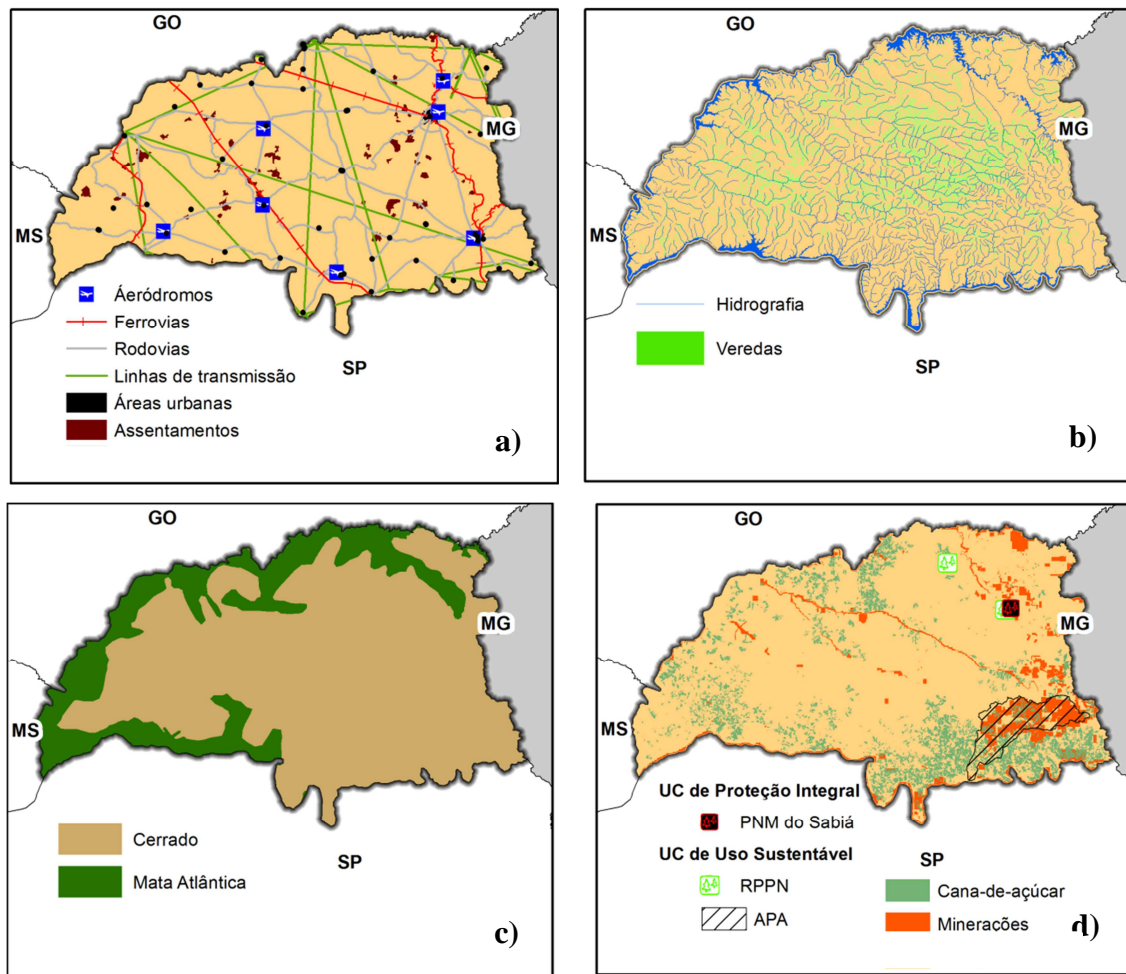 GO
MG
MS
Áeródromos
Ferrovias
Rodovias
Linhas de transmissão
Áreas urbanas
Assentamentos
SP
a)
GO
MG
MS
Hidrografia
Veredas
SP
b)
GO
MG
MS
Cerrado
Mata Atlântica
SP
c)
GO
MG
MS
UC de Proteção Integral
PNM do Sabiá
UC de Uso Sustentável
RPPN
APA
SP
Cana-de-açúcar
Minerações
d)